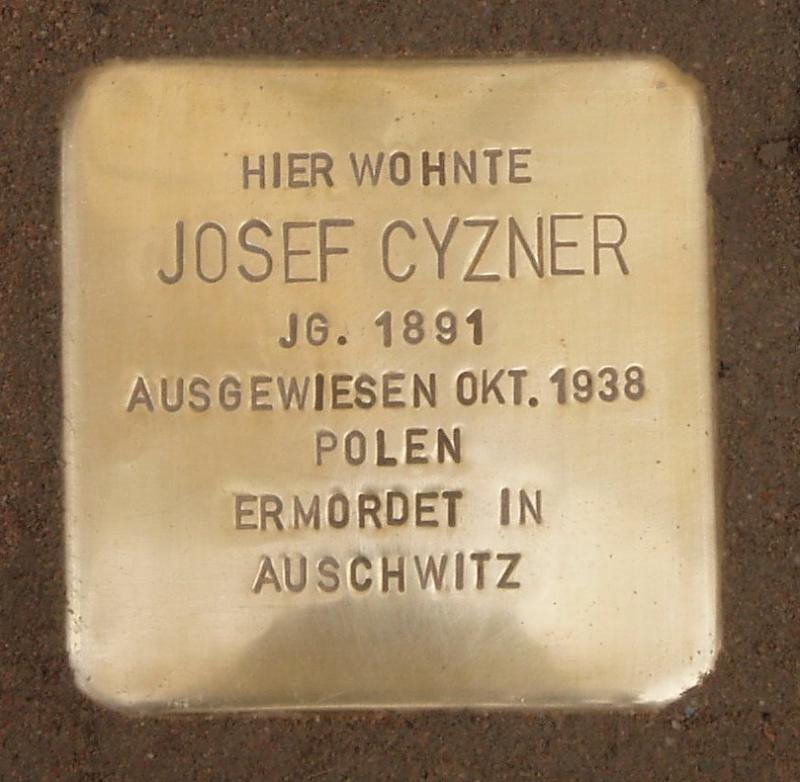 HIER WOHNTE
JOSEF CYZNER
JG. 1891
AUSGEWIESEN OKT. 1938
POLEN
ERMORDET IN
AUSCHWITZ